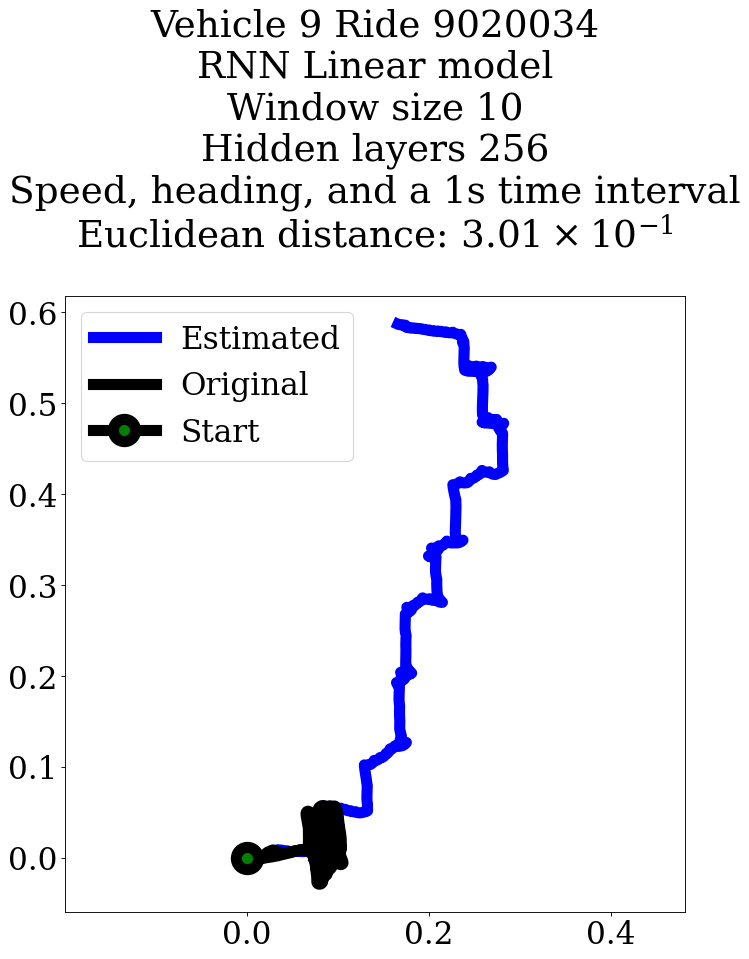 Vehicle 9 Ride 9020034
RNN Linear model
Window size 10
Hidden layers 256
Speed, heading, and a 1s time interval
Euclidean distance: 3.01 × 10⁻¹
Estimated
Original
Start
0.6
0.5
0.4
0.3
0.2
0.1
0.0
0.0 0.2 0.4